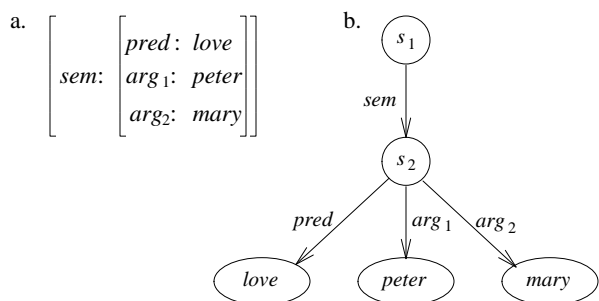 a.
pred : love
sem: arg1: peter
arg2: mary
b.
s1
sem
s2
pred arg1 arg2
love peter mary